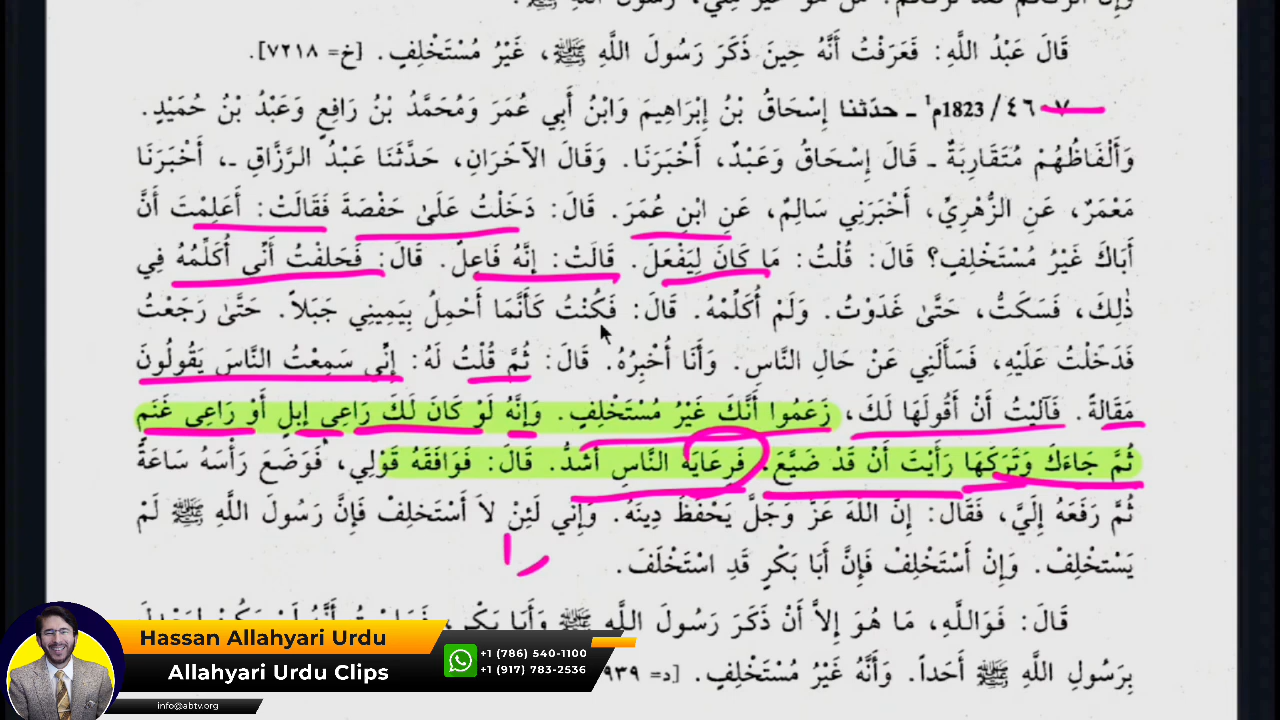 وَإِنَّ
قَالَ عَبْدُ اللَّهِ: فَعَرَفْتُ أَنَّهُ حِينَ ذَكَرَ رَسُولَ اللَّهِ ﷺ، غَيْرُ مُسْتَخْلِفٍ. [خ= ٧٢١٨].
٧ ٤٦ / 1823م¹ ـ حدّثنا إِسْحَاقُ بْنُ إِبْرَاهِيمَ وَابْنُ أَبِي عُمَرَ وَمُحَمَّدُ بْنُ رَافِعٍ وَعَبْدُ بْنُ حُمَيْدٍ.
وَأَلْفَاظُهُمْ مُتَقَارِبَةٌ ـ قَالَ إِسْحَاقُ وَعَبْدٌ، أَخْبَرَنَا. وَقَالَ الآخَرَانِ، حَدَّثَنَا عَبْدُ الرَّزَّاقِ ـ، أَخْبَرَنَا
مَعْمَرٌ، عَنِ الزُّهْرِيِّ، أَخْبَرَنِي سَالِمٌ، عَنِ ابْنِ عُمَرَ. قَالَ: دَخَلْتُ عَلَىٰ حَفْصَةَ فَقَالَتْ: أَعَلِمْتَ أَنَّ
أَبَاكَ غَيْرُ مُسْتَخْلِفٍ؟ قَالَ: قُلْتُ: مَا كَانَ لِيَفْعَلَ. قَالَتْ: إِنَّهُ فَاعِلٌ. قَالَ: فَحَلَفْتُ أَنِّي أُكَلِّمُهُ فِي
ذٰلِكَ، فَسَكَتُّ، حَتَّىٰ غَدَوْتُ. وَلَمْ أُكَلِّمْهُ. قَالَ: فَكُنْتُ كَأَنَّمَا أَحْمِلُ بِيَمِينِي جَبَلاً. حَتَّىٰ رَجَعْتُ
فَدَخَلْتُ عَلَيْهِ، فَسَأَلَنِي عَنْ حَالِ النَّاسِ. وَأَنَا أُخْبِرُهُ. قَالَ: ثُمَّ قُلْتُ لَهُ: إِنِّي سَمِعْتُ النَّاسَ يَقُولُونَ
مَقَالَةً. فَآلَيْتُ أَنْ أَقُولَهَا لَكَ، زَعَمُوا أَنَّكَ غَيْرُ مُسْتَخْلِفٍ. وَإِنَّهُ لَوْ كَانَ لَكَ رَاعِي إِبِلٍ أَوْ رَاعِي غَنَمٍ
ثُمَّ جَاءَكَ وَتَرَكَهَا رَأَيْتَ أَنْ قَدْ ضَيَّعَ. فَرِعَايَةُ النَّاسِ أَشَدُّ. قَالَ: فَوَافَقَهُ قَوْلِي، فَوَضَعَ رَأْسَهُ سَاعَةً
ثُمَّ رَفَعَهُ إِلَيَّ، فَقَالَ: إِنَّ اللَّهَ عَزَّ وَجَلَّ يَحْفَظُ دِينَهُ. وَإِنِّي لَئِنْ لاَ أَسْتَخْلِفْ فَإِنَّ رَسُولَ اللَّهِ ﷺ لَمْ
يَسْتَخْلِفْ. وَإِنْ أَسْتَخْلِفْ فَإِنَّ أَبَا بَكْرٍ قَدِ اسْتَخْلَفَ.
قَالَ: فَوَاللَّهِ، مَا هُوَ إِلاَّ أَنْ ذَكَرَ رَسُولَ اللَّهِ ﷺ وَأَبَا بَكْرٍ،
بِرَسُولِ اللَّهِ ﷺ أَحَداً. وَأَنَّهُ غَيْرُ مُسْتَخْلِفٍ. [د=
Hassan Allahyari Urdu
Allahyari Urdu Clips
+1 (786) 540-1100
+1 (917) 783-2536
info@abtv.org